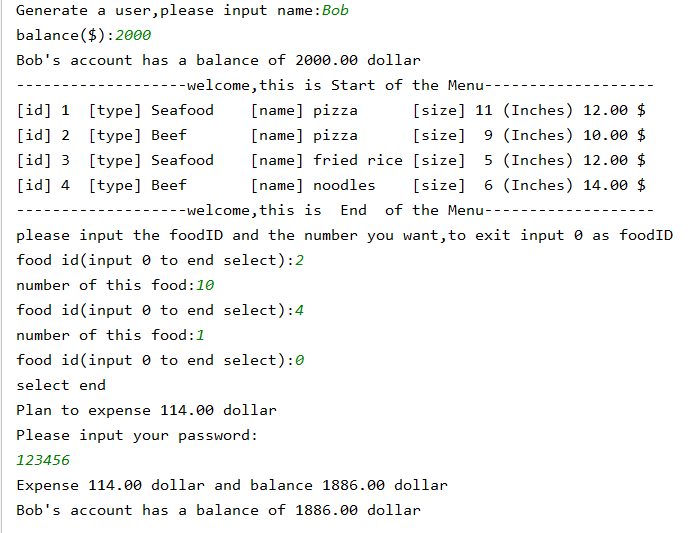 Generate a user,please input name:Bob
balance($):2000
Bob's account has a balance of 2000.00 dollar
-------------------welcome,this is Start of the Menu-------------------
[id] 1  [type] Seafood    [name] pizza      [size] 11 (Inches) 12.00 $
[id] 2  [type] Beef       [name] pizza      [size]  9 (Inches) 10.00 $
[id] 3  [type] Seafood    [name] fried rice [size]  5 (Inches) 12.00 $
[id] 4  [type] Beef       [name] noodles    [size]  6 (Inches) 14.00 $
-------------------welcome,this is  End  of the Menu-------------------
please input the foodID and the number you want,to exit input 0 as foodID
food id(input 0 to end select):2
number of this food:10
food id(input 0 to end select):4
number of this food:1
food id(input 0 to end select):0
select end
Plan to expense 114.00 dollar
Please input your password:
123456
Expense 114.00 dollar and balance 1886.00 dollar
Bob's account has a balance of 1886.00 dollar